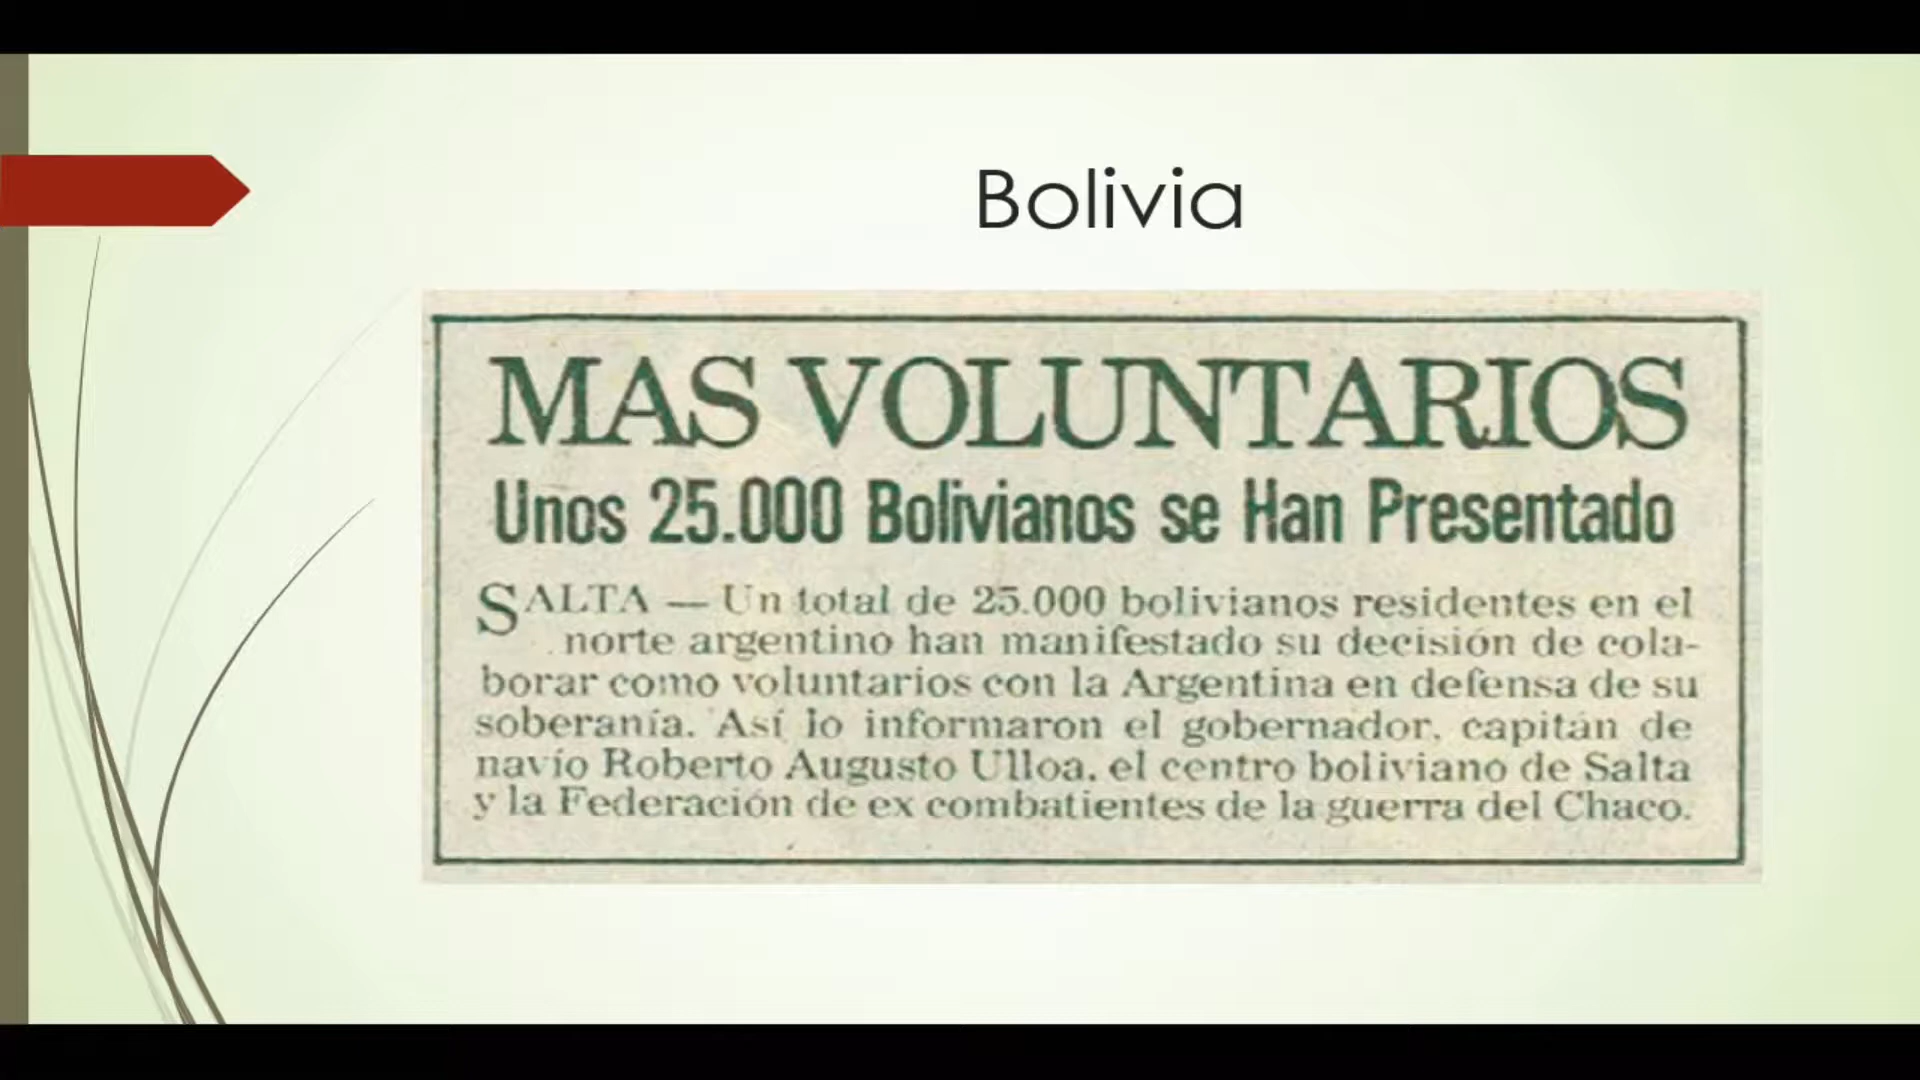 Bolivia
MAS VOLUNTARIOS
Unos 25.000 Bolivianos se Han Presentado
SALTA — Un total de 25.000 bolivianos residentes en el
norte argentino han manifestado su decisión de cola-
borar como voluntarios con la Argentina en defensa de su
soberanía. Así lo informaron el gobernador, capitán de
navío Roberto Augusto Ulloa, el centro boliviano de Salta
y la Federación de ex combatientes de la guerra del Chaco.